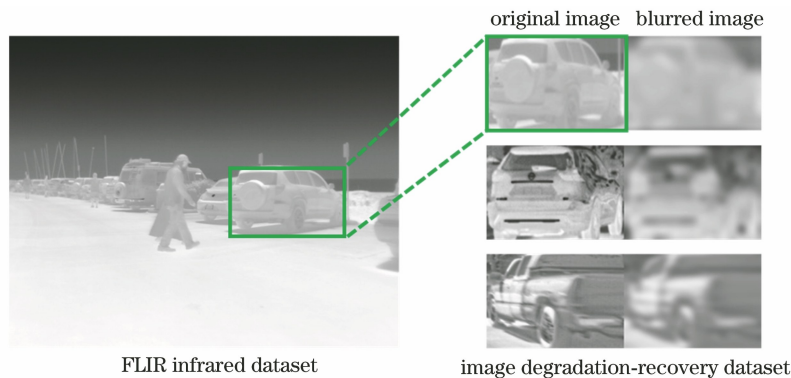 original image
blurred image
FLIR infrared dataset
image degradation-recovery dataset